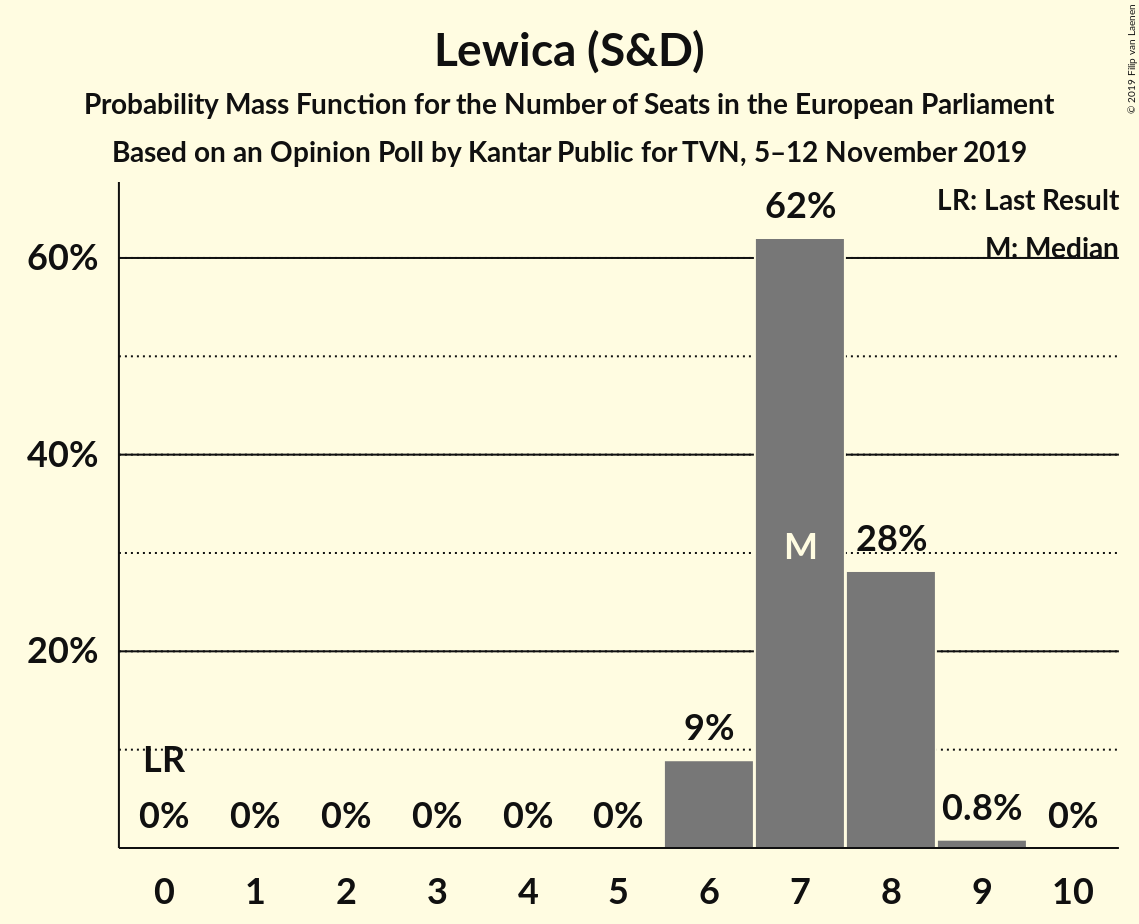 Lewica (S&D)
Probability Mass Function for the Number of Seats in the European Parliament
Based on an Opinion Poll by Kantar Public for TVN, 5–12 November 2019
© 2019 Filip van Laenen
LR: Last Result
M: Median
60%
40%
20%
62%
M
28%
9%
LR
0%
0%
0%
0%
0%
0%
0.8%
0%
0 1 2 3 4 5 6 7 8 9 10